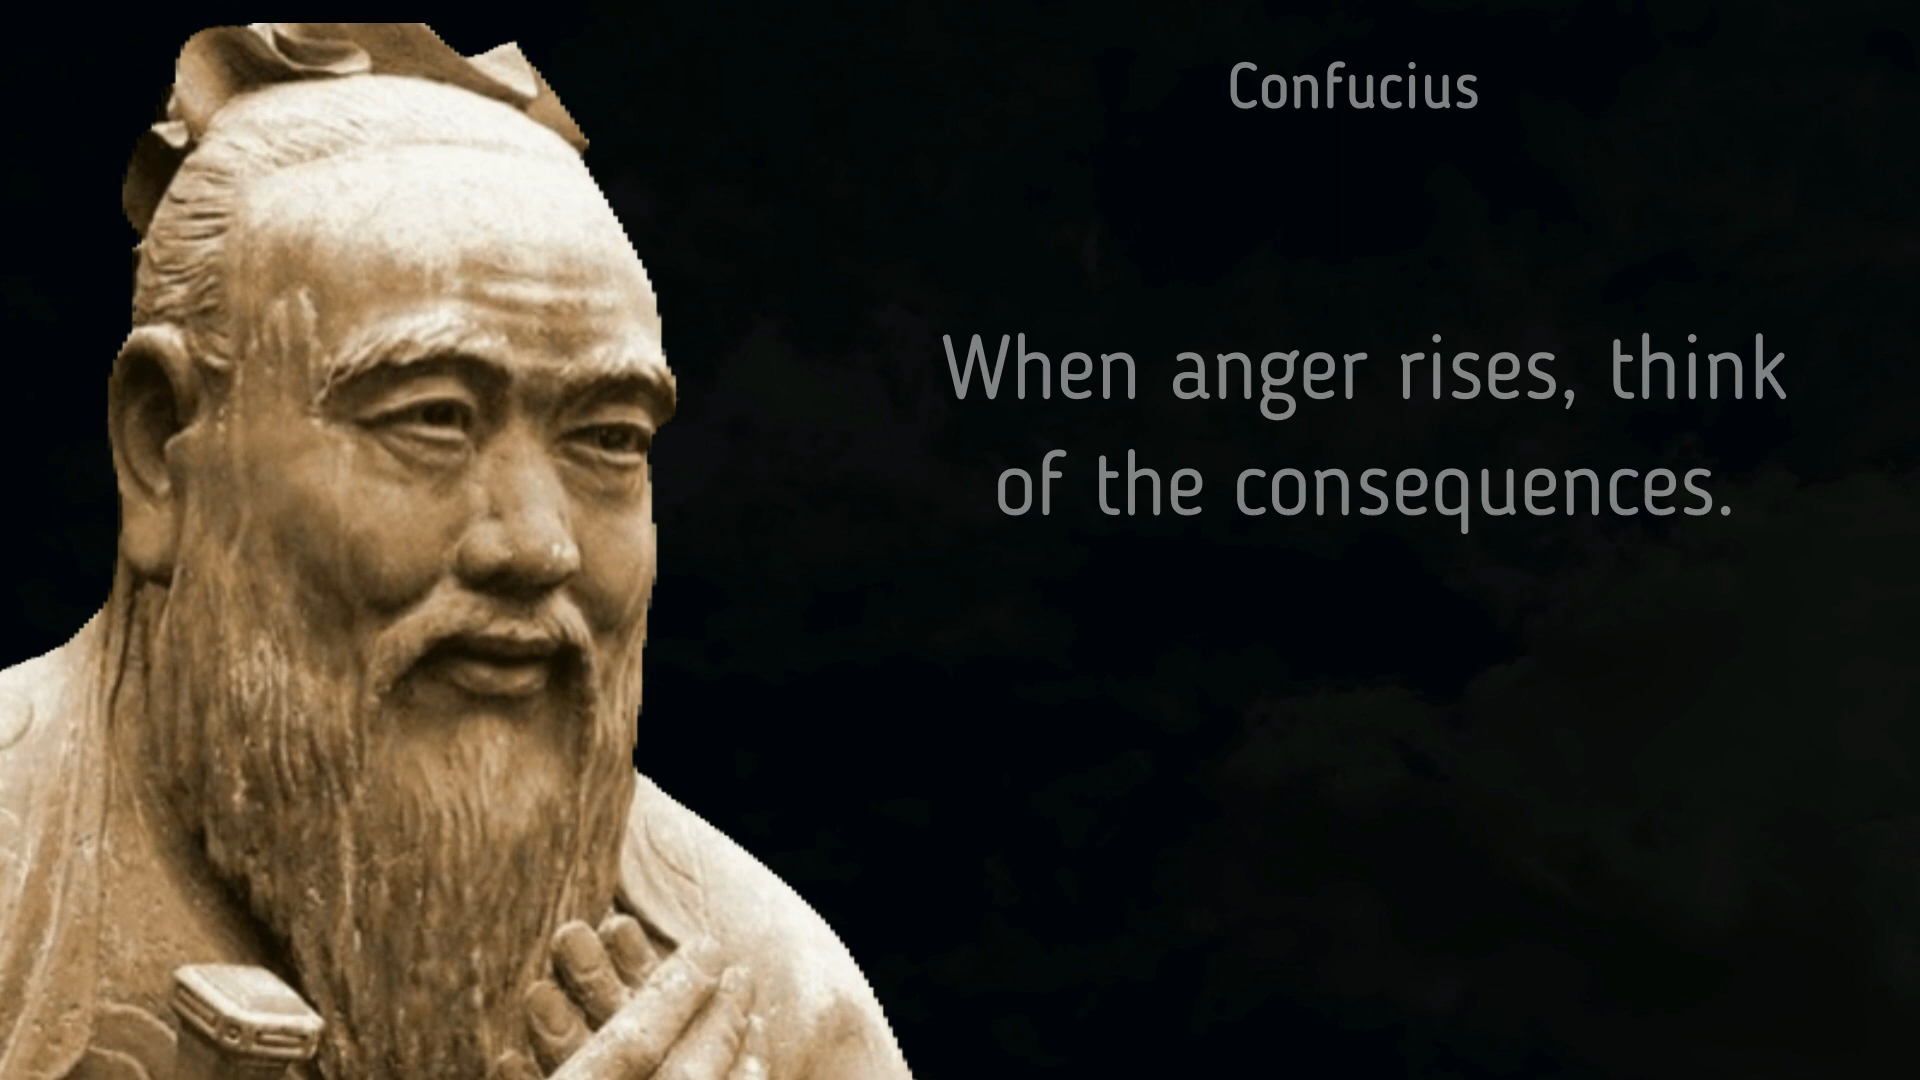 Confucius
When anger rises, think
of the consequences.